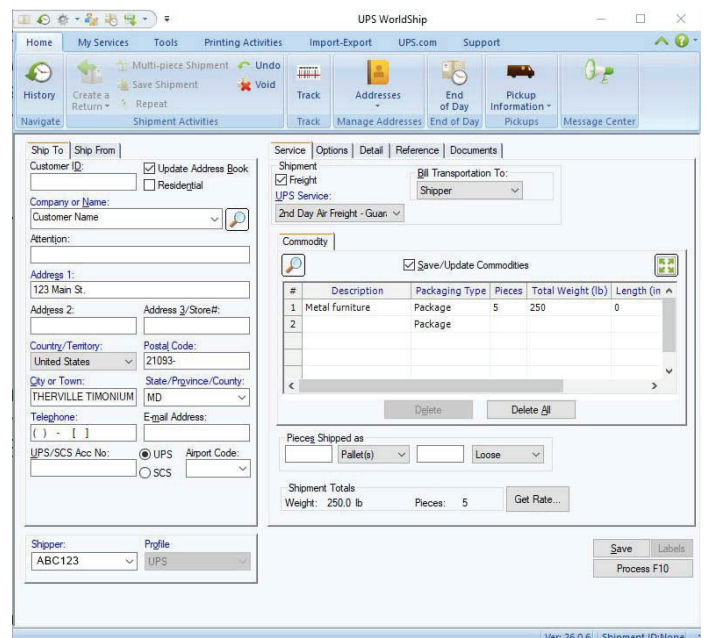 UPS WorldShip
Home My Services Tools Printing Activities Import-Export UPS.com Support
History
Create a Return
Multi-piece Shipment
Save Shipment
Repeat
Undo
Void
Track
Addresses
End of Day
Pickup Information
Navigate Shipment Activities Track Manage Addresses End of Day Pickups Message Center
Ship To Ship From
Customer ID:
Update Address Book
Residential
Company or Name:
Customer Name
Attention:
Address 1:
123 Main St.
Address 2: Address 3/Store#:
Country/Territory: Postal Code:
United States 21093-
City or Town: State/Province/County:
THERVILLE TIMONIUM MD
Telephone: E-mail Address:
( ) - [ ]
UPS/SCS Acc No: UPS Airport Code:
SCS
Shipper: Profile
ABC123 UPS
Service Options Detail Reference Documents
Shipment
Freight
UPS Service:
2nd Day Air Freight - Guar
Bill Transportation To:
Shipper
Commodity
Save/Update Commodities
# Description Packaging Type Pieces Total Weight (lb) Length (in
1 Metal furniture Package 5 250 0
2 Package
Delete Delete All
Pieces Shipped as
Pallet(s) Loose
Shipment Totals
Weight: 250.0 lb Pieces: 5 Get Rate...
Save Labels
Process F10
Ver: 26.0.6 Shipment ID:None